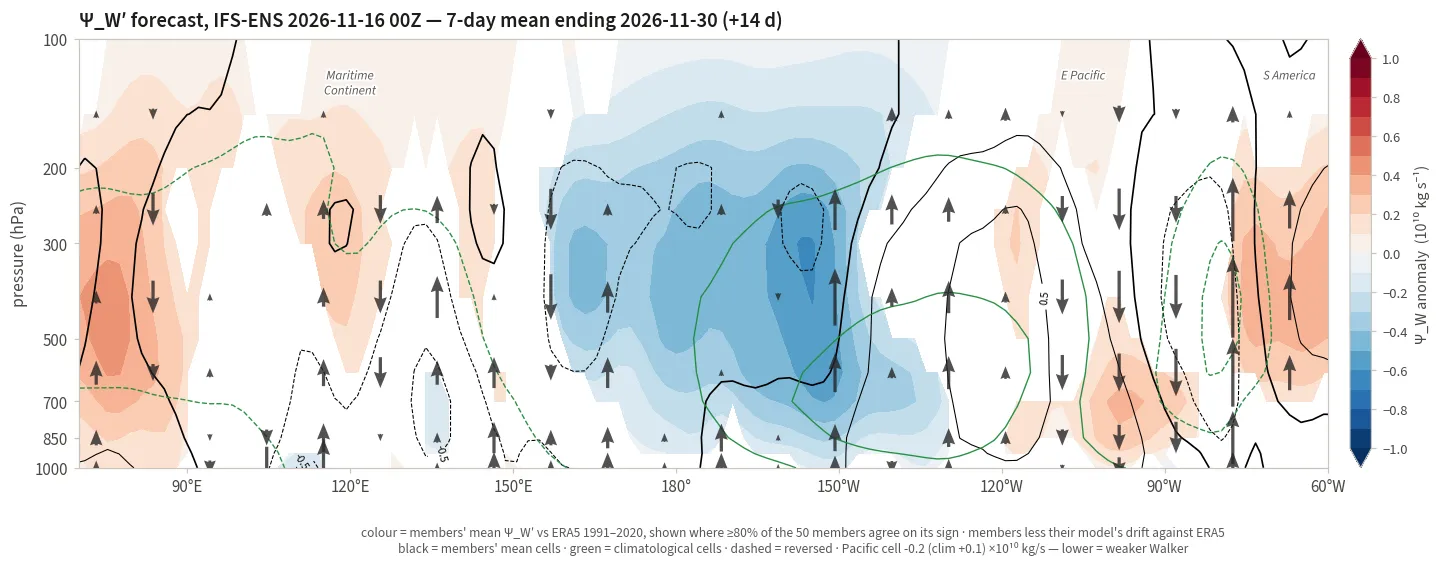 Ψ_W′ forecast, IFS-ENS 2026-11-16 00Z — 7-day mean ending 2026-11-30 (+14 d)
100
200
300
400
500
700
850
1000
pressure (hPa)
Maritime
Continent
E Pacific
S America
0.5
0.5
0.5
90°E
120°E
150°E
180°
150°W
120°W
90°W
60°W
1.0
0.8
0.6
0.4
0.2
0.0
−0.2
−0.4
−0.6
−0.8
−1.0
Ψ_W anomaly (10¹⁰ kg s⁻¹)
colour = members' mean Ψ_W′ vs ERA5 1991–2020, shown where ≥80% of the 50 members agree on its sign · members less their model's drift against ERA5
black = members' mean cells · green = climatological cells · dashed = reversed · Pacific cell -0.2 (clim +0.1) ×10¹⁰ kg/s — lower = weaker Walker